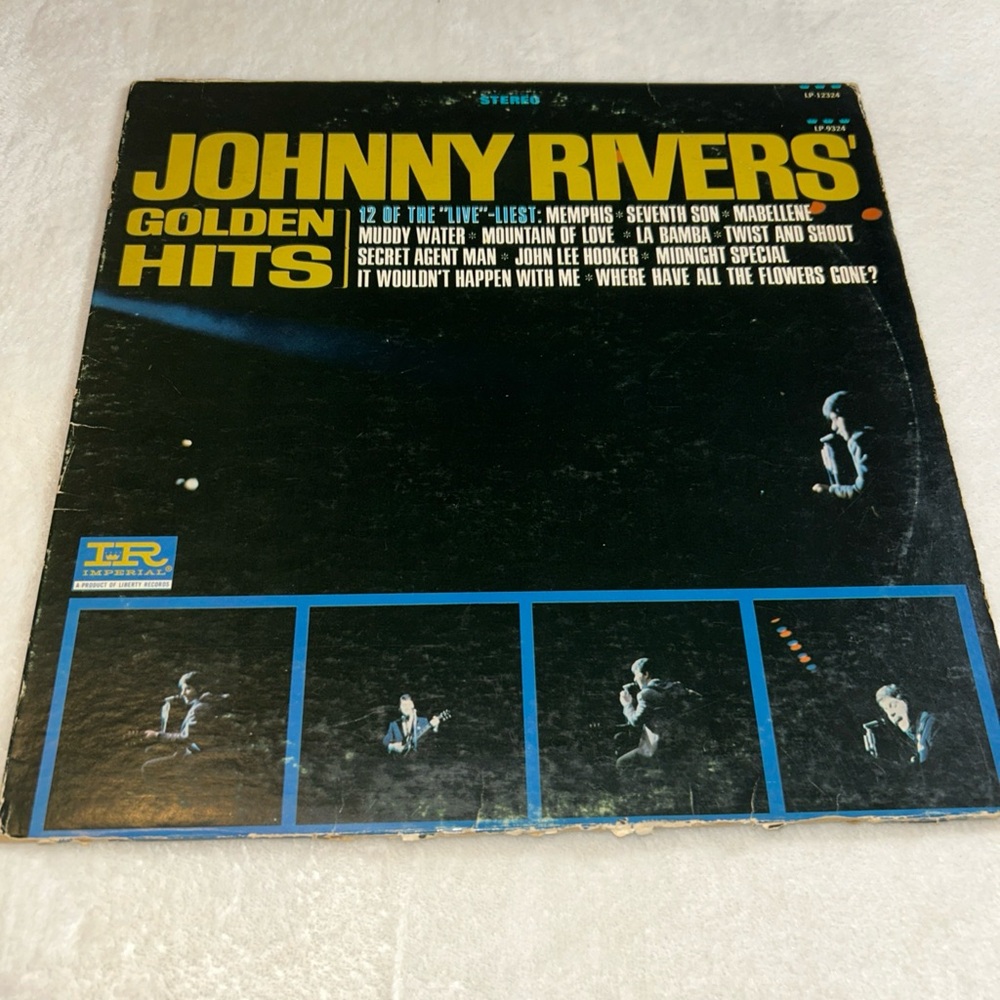 STEREO
LP-12324
LP-9324
JOHNNY RIVERS'
GOLDEN
HITS
12 OF THE "LIVE"-LIEST: MEMPHIS * SEVENTH SON * MABELLENE
MUDDY WATER * MOUNTAIN OF LOVE * LA BAMBA * TWIST AND SHOUT
SECRET AGENT MAN * JOHN LEE HOOKER * MIDNIGHT SPECIAL
IT WOULDN'T HAPPEN WITH ME * WHERE HAVE ALL THE FLOWERS GONE?
IR
IMPERIAL®
A PRODUCT OF LIBERTY RECORDS